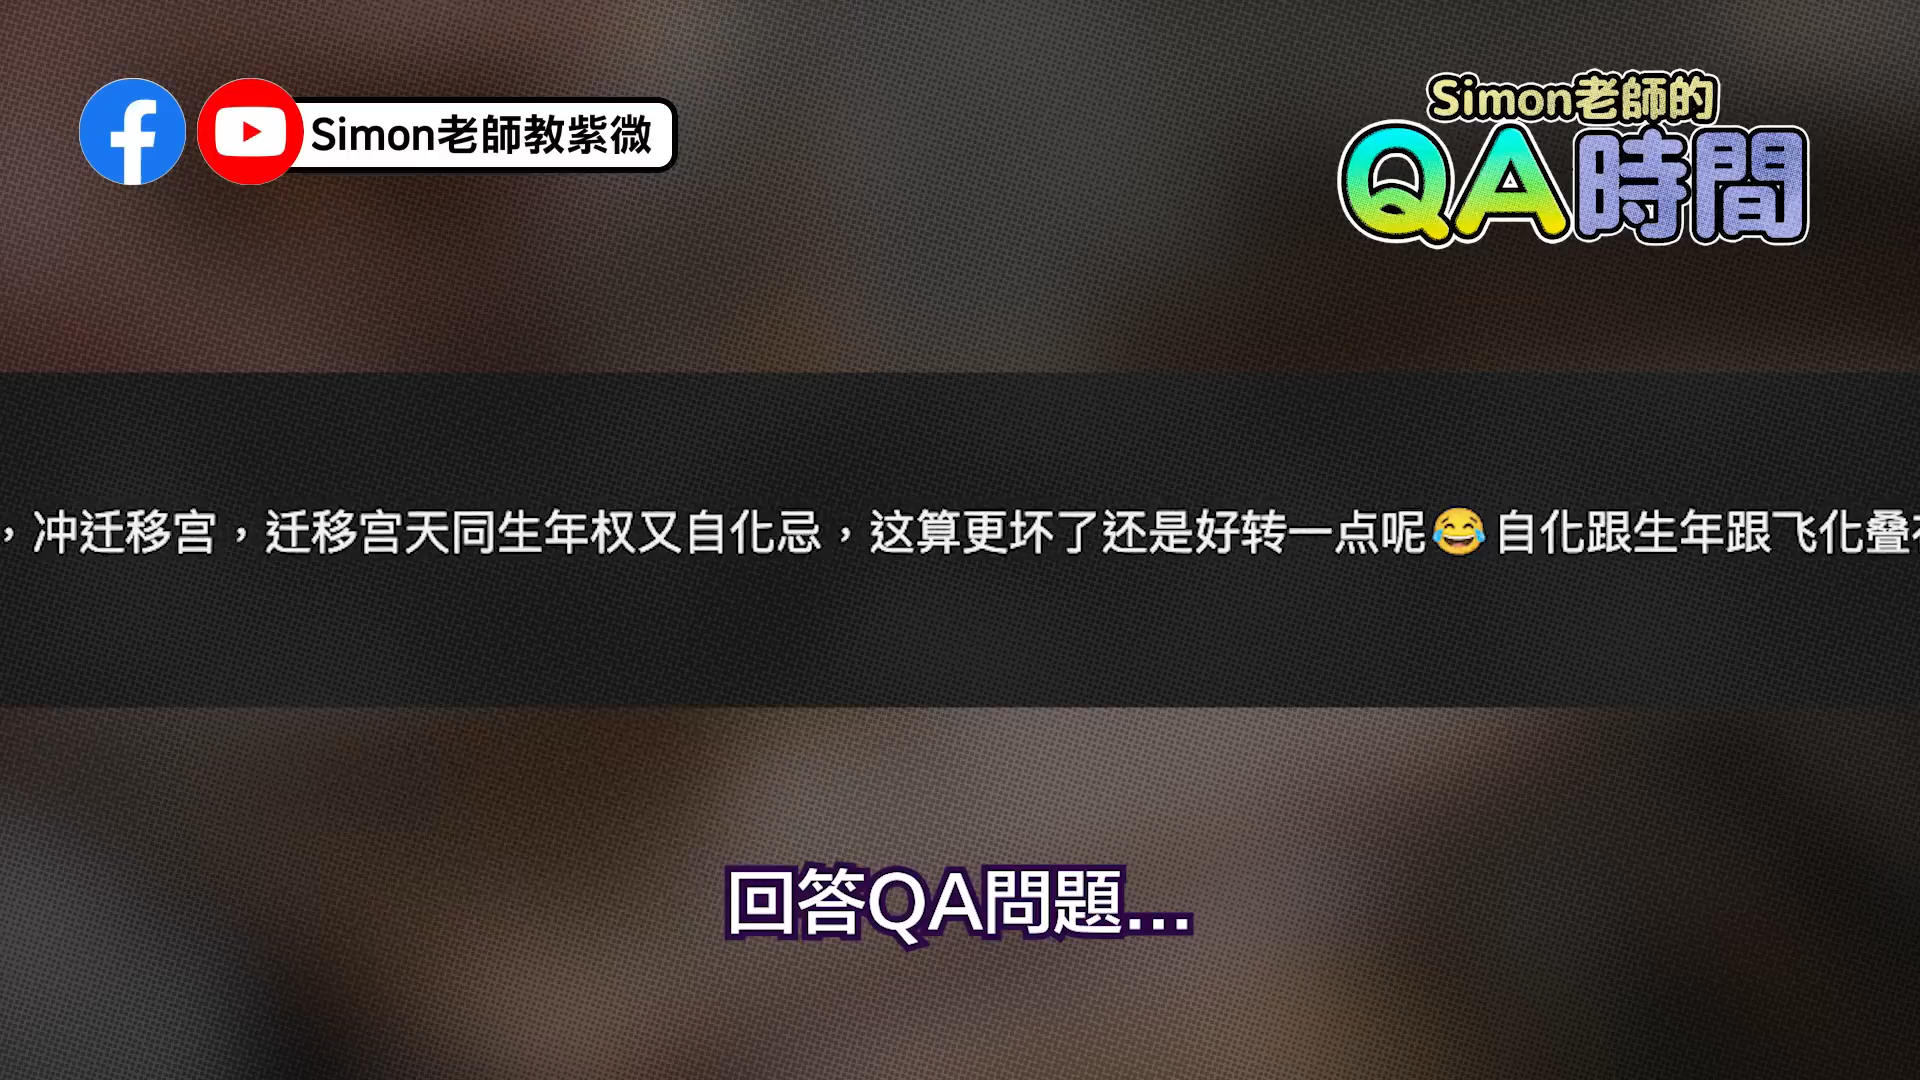 Simon老師教紫微
Simon老師的
QA時間
，冲迁移宫，迁移宫天同生年权又自化忌，这算更坏了还是好转一点呢😂自化跟生年跟飞化叠
回答QA問題...